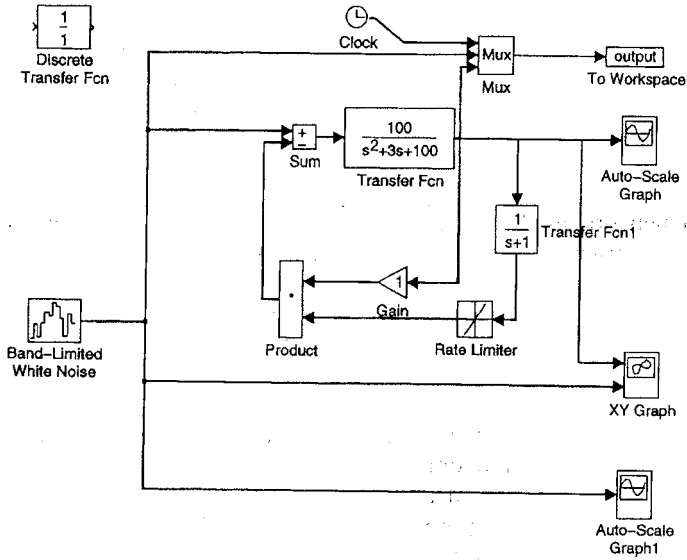 1
1
Discrete
Transfer Fcn
Clock
Mux
Mux
output
To Workspace
+
−
Sum
100
s²+3s+100
Transfer Fcn
Auto−Scale
Graph
1
s+1
Transfer Fcn1
1
Gain
*
Product
Rate Limiter
Band−Limited
White Noise
XY Graph
Auto−Scale
Graph1